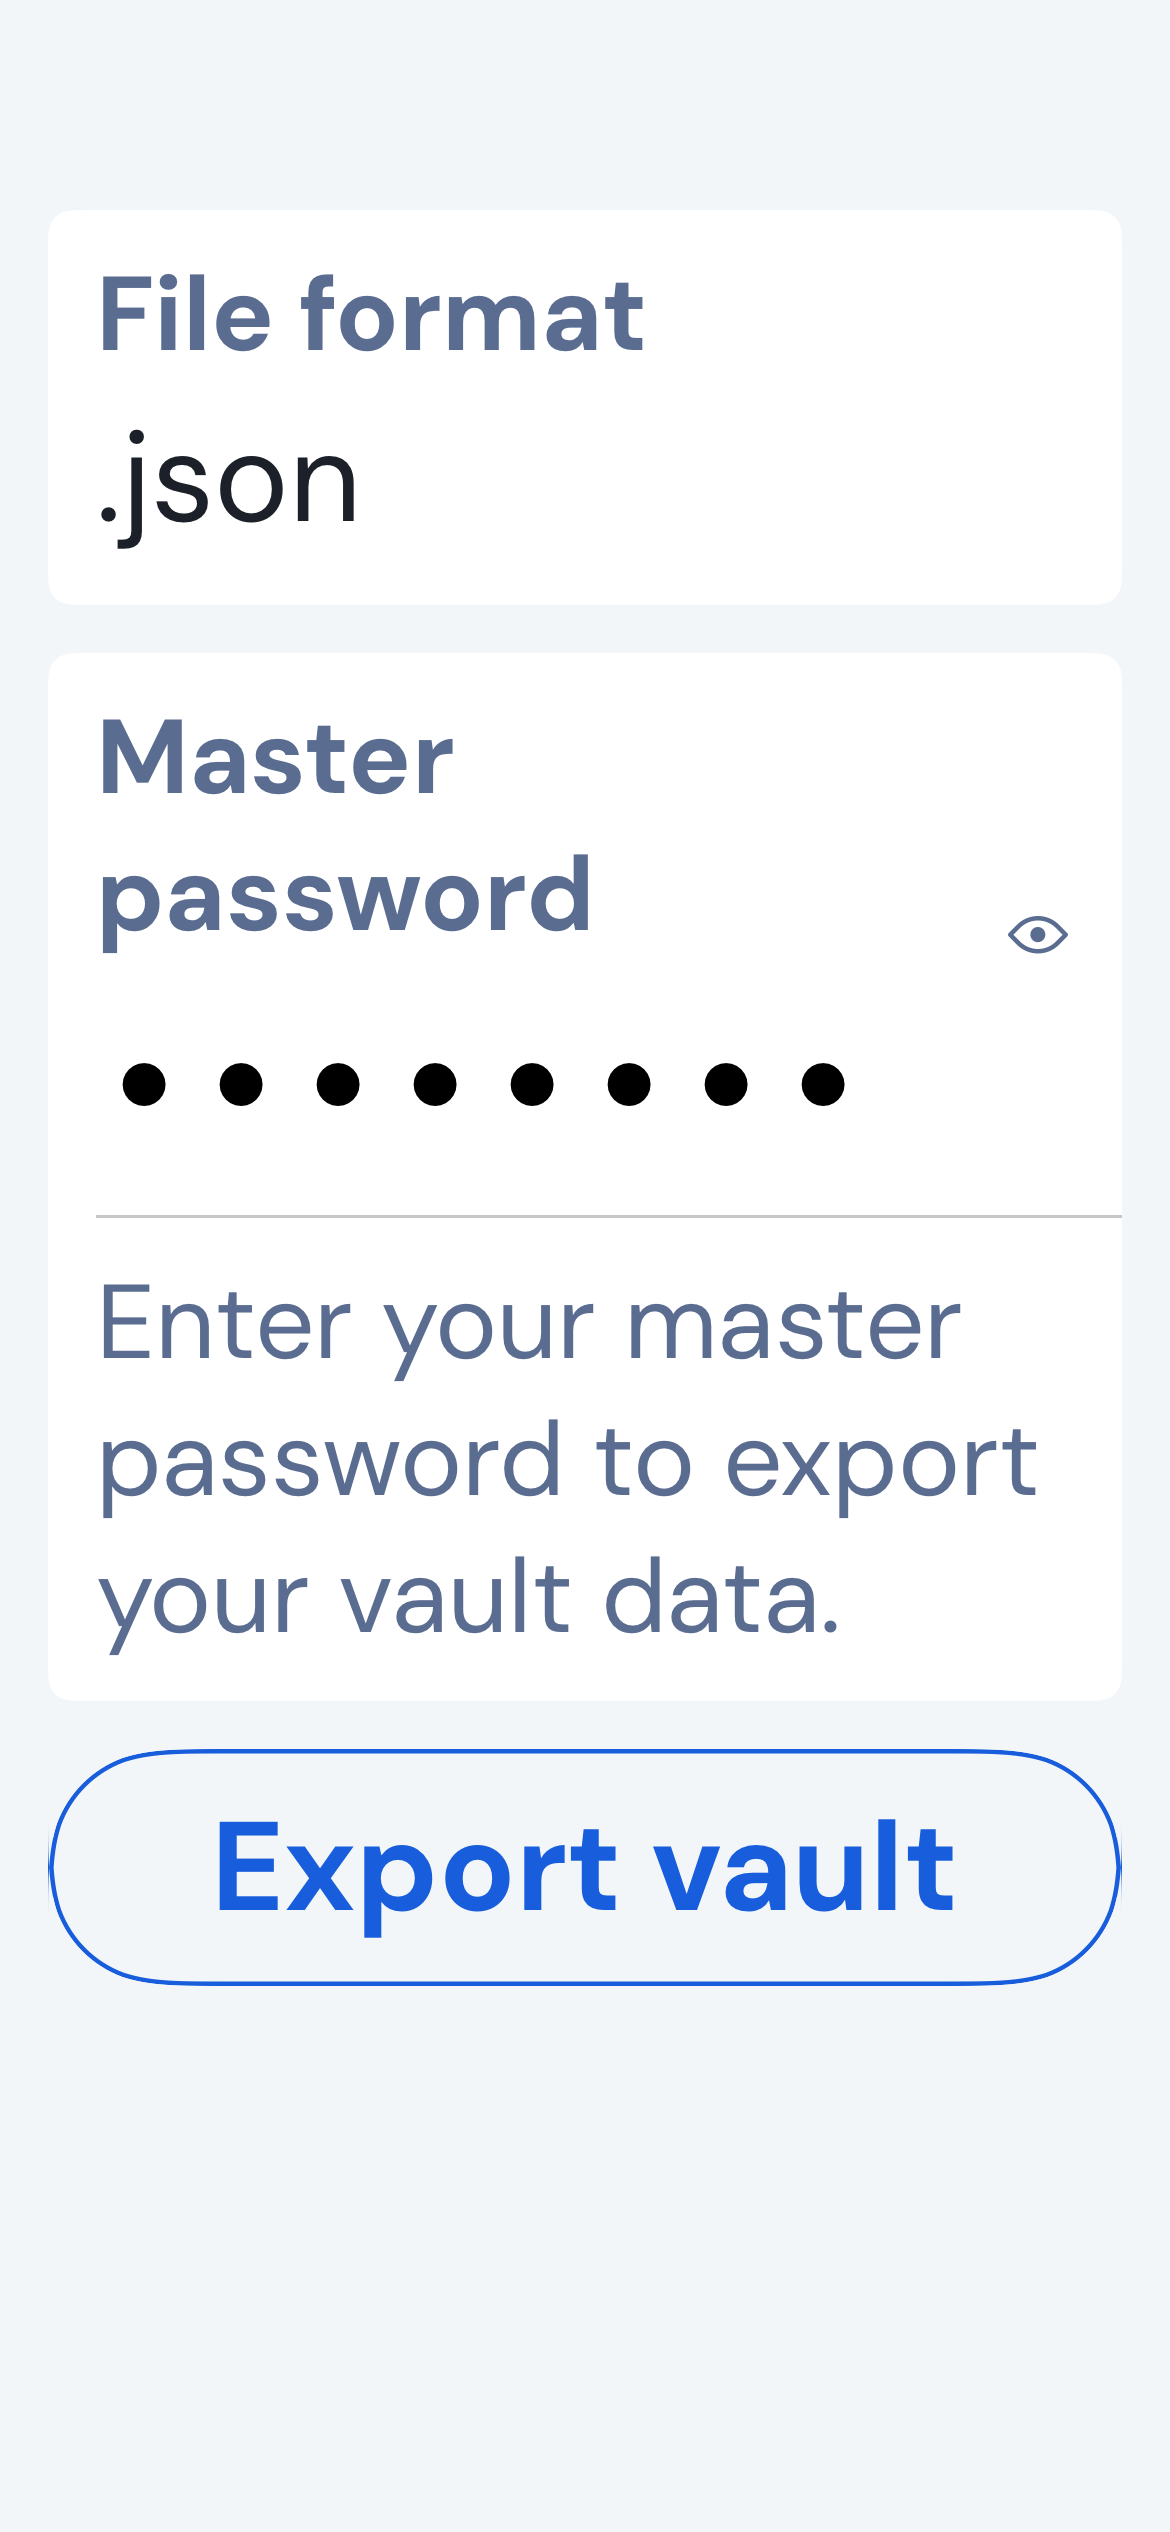 File format
.json
Master
password
••••••••
Enter your master
password to export
your vault data.
Export vault